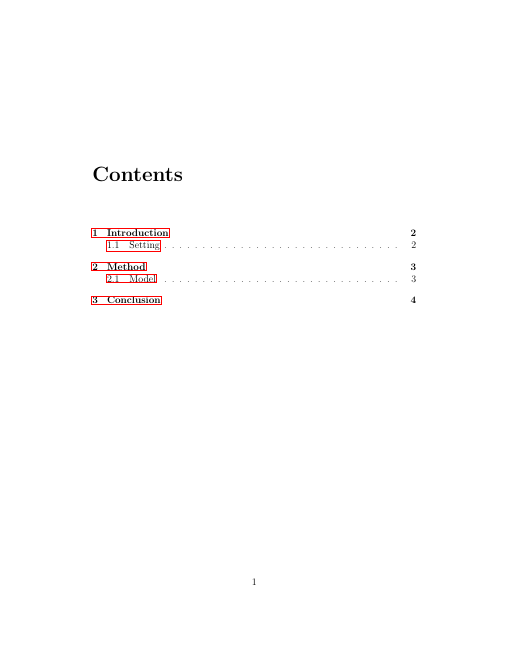 Contents
1 Introduction 2
1.1 Setting . . . . . . . . . . . . . . . . . . . . . . . . . . . . . . 2
2 Method 3
2.1 Model . . . . . . . . . . . . . . . . . . . . . . . . . . . . . . 3
3 Conclusion 4
1